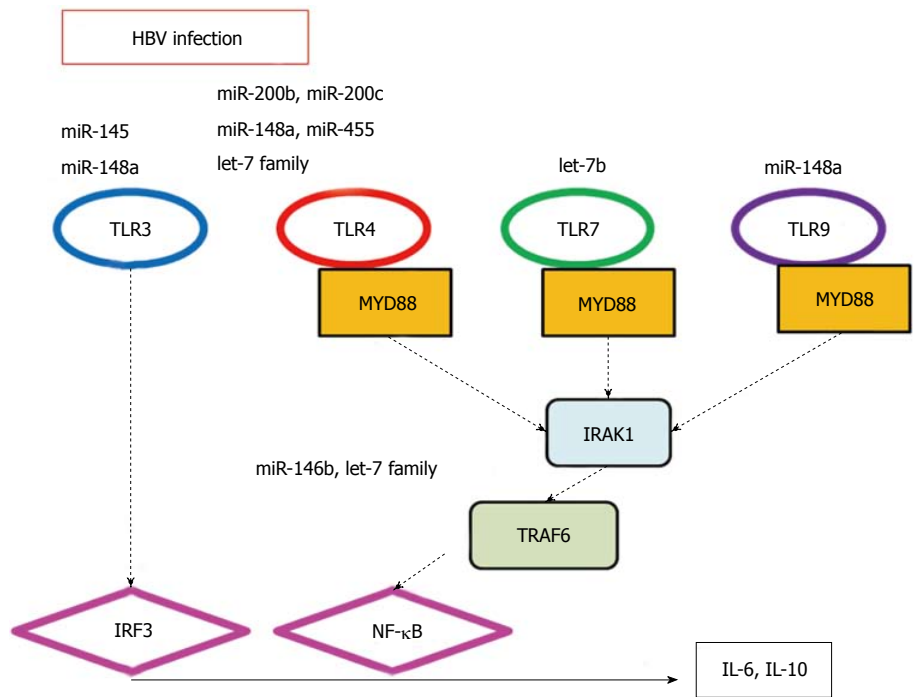 HBV infection
miR-200b, miR-200c
miR-145
miR-148a, miR-455
miR-148a
let-7 family
let-7b
miR-148a
TLR3
TLR4
TLR7
TLR9
MYD88
MYD88
MYD88
IRAK1
miR-146b, let-7 family
TRAF6
IRF3
NF-κB
IL-6, IL-10